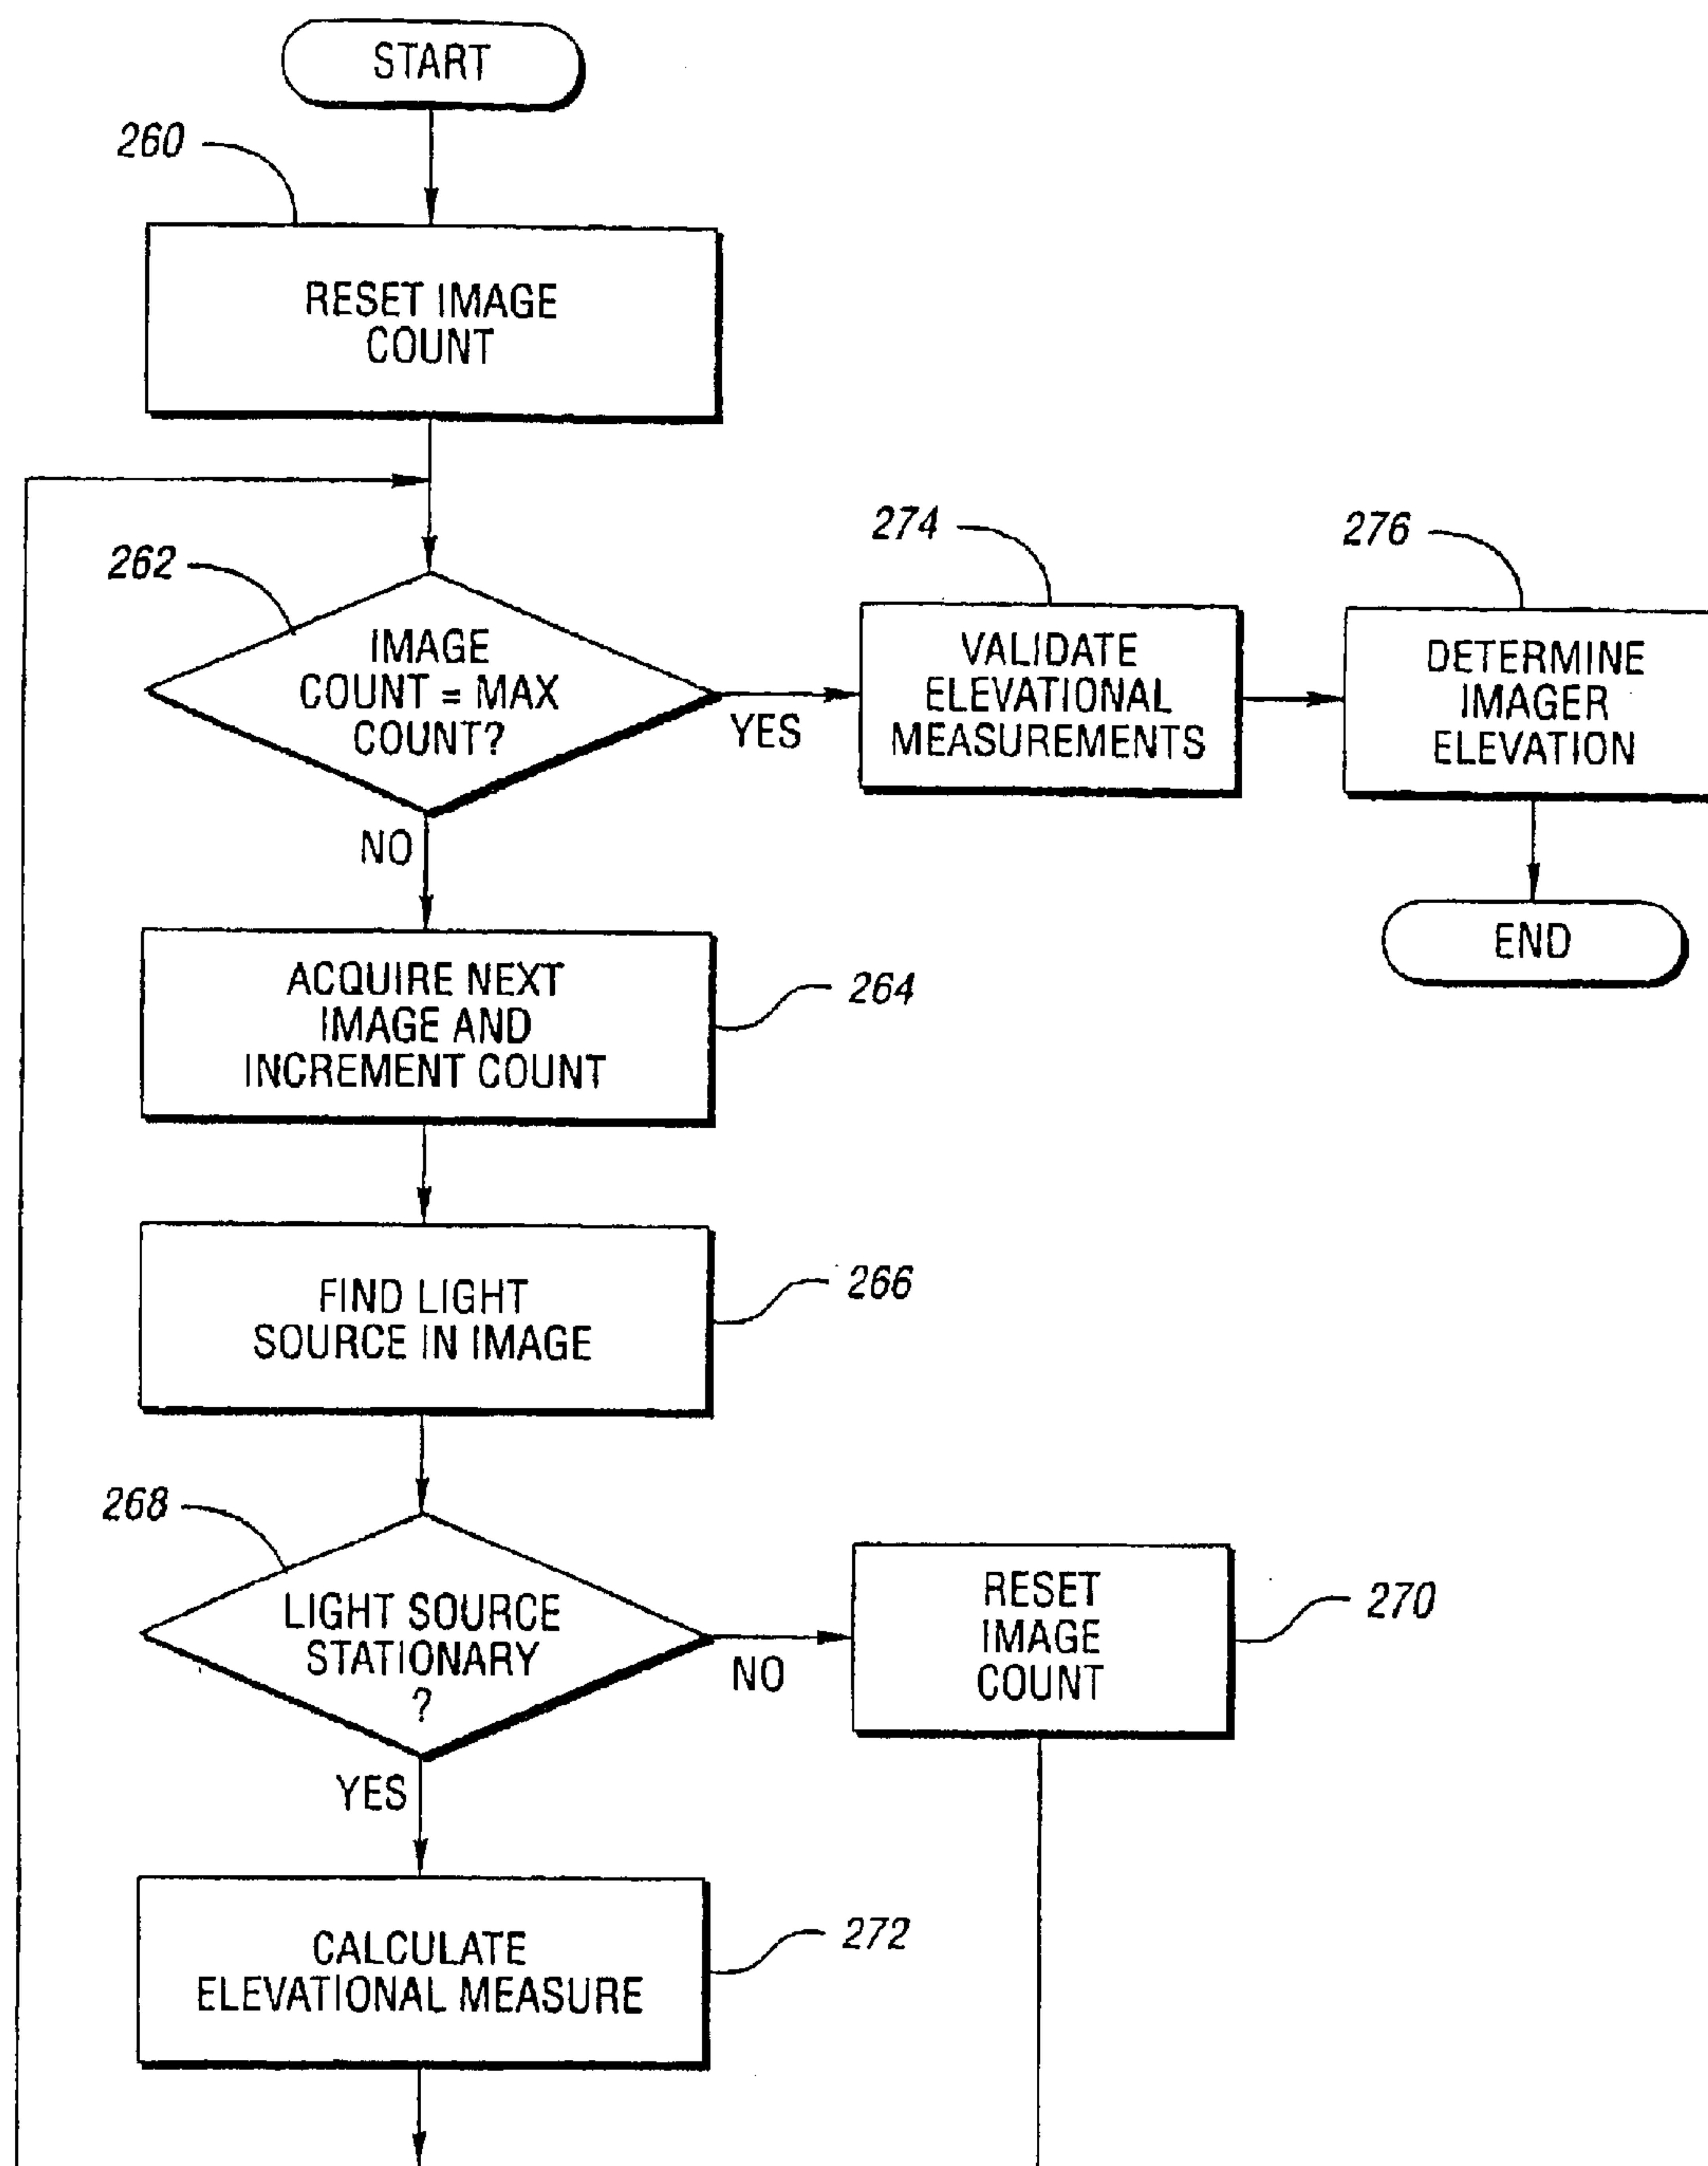 START
260
RESET IMAGE
COUNT
262
IMAGE
COUNT = MAX
COUNT?
YES
NO
274
VALIDATE
ELEVATIONAL
MEASUREMENTS
276
DETERMINE
IMAGER
ELEVATION
END
ACQUIRE NEXT
IMAGE AND
INCREMENT COUNT
264
FIND LIGHT
SOURCE IN IMAGE
266
268
LIGHT SOURCE
STATIONARY
?
NO
YES
RESET
IMAGE
COUNT
270
CALCULATE
ELEVATIONAL MEASURE
272